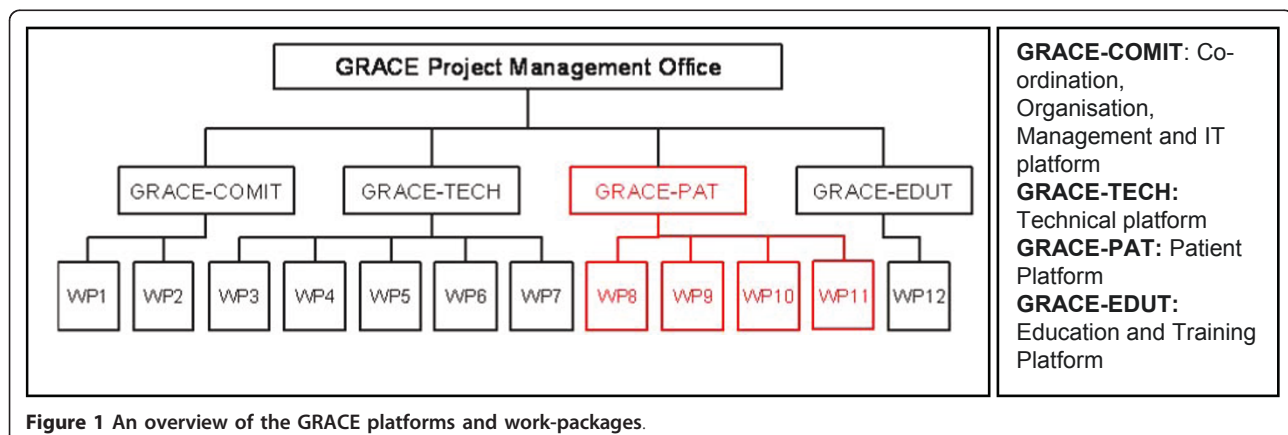 GRACE Project Management Office
GRACE-COMIT
GRACE-TECH
GRACE-PAT
GRACE-EDUT
WP1
WP2
WP3
WP4
WP5
WP6
WP7
WP8
WP9
WP10
WP11
WP12
GRACE-COMIT: Co-
ordination,
Organisation,
Management and IT
platform
GRACE-TECH:
Technical platform
GRACE-PAT: Patient
Platform
GRACE-EDUT:
Education and Training
Platform
Figure 1 An overview of the GRACE platforms and work-packages.